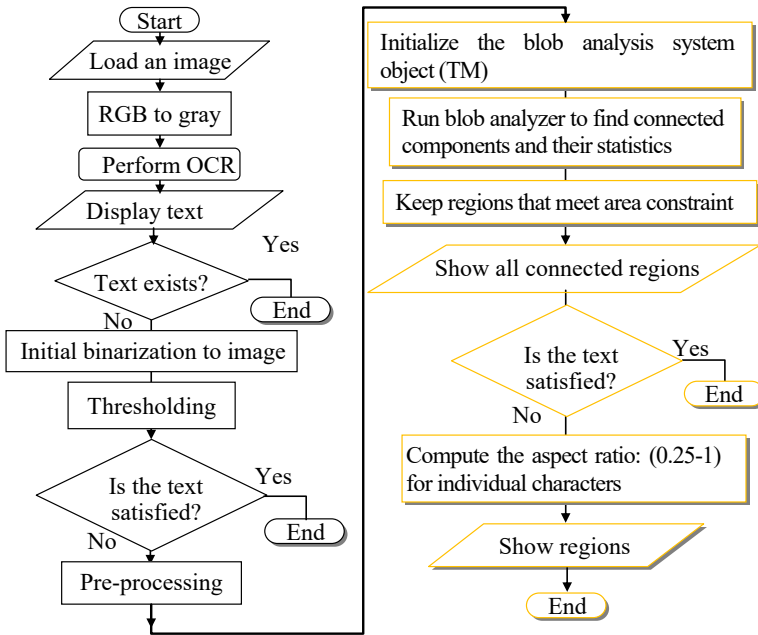 Start
Load an image
RGB to gray
Perform OCR
Display text
Yes
Text exists?
End
No
Initial binarization to image
Thresholding
Yes
Is the text
satisfied?
End
No
Pre-processing
Initialize the blob analysis system
object (TM)
Run blob analyzer to find connected
components and their statistics
Keep regions that meet area constraint
Show all connected regions
Is the text
satisfied?
Yes
End
No
Compute the aspect ratio: (0.25-1)
for individual characters
Show regions
End